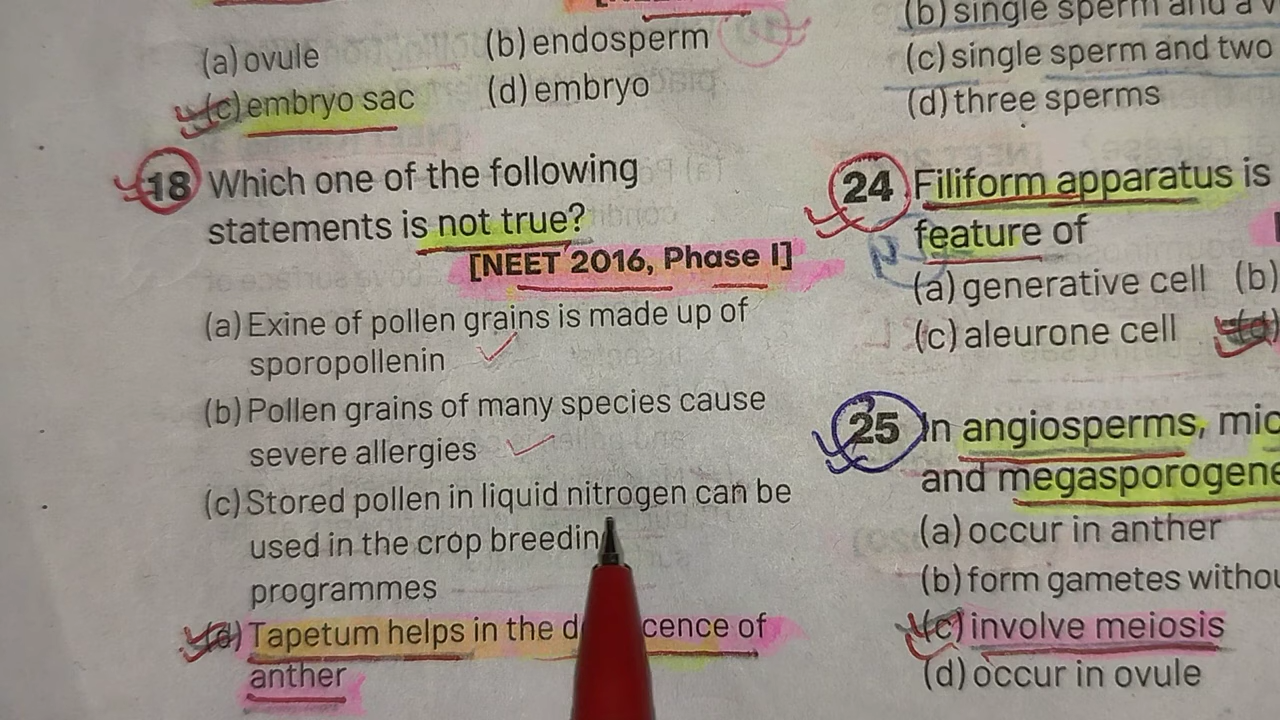 (a) ovule (b) endosperm
(c) embryo sac (d) embryo
18 Which one of the following
statements is not true?
[NEET 2016, Phase I]
(a) Exine of pollen grains is made up of
sporopollenin
(b) Pollen grains of many species cause
severe allergies
(c) Stored pollen in liquid nitrogen can be
used in the crop breedin
programmes
(d) Tapetum helps in the d cence of
anther
(b) single sperm and a v
(c) single sperm and two
(d) three sperms
24 Filiform apparatus is
feature of
(a) generative cell (b)
(c) aleurone cell (d)
25 In angiosperms, mic
and megasporogene
(a) occur in anther
(b) form gametes withou
(c) involve meiosis
(d) occur in ovule